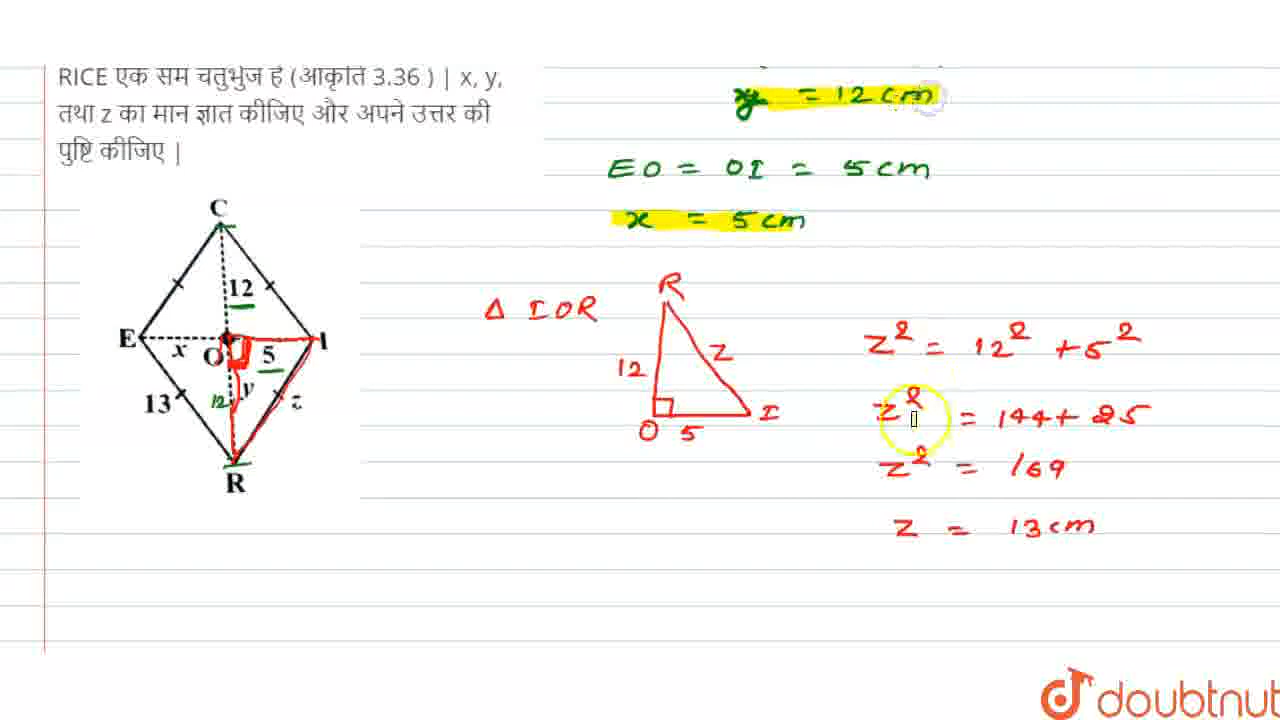 RICE एक सम चतुर्भुज है (आकृति 3.36 ) | x, y,
तथा z का मान ज्ञात कीजिए और अपने उत्तर की
पुष्टि कीजिए |
y = 12 cm
EO = OI = 5 cm
x = 5 cm
C
12
E
x
O
5
I
13
12
y
z
R
Δ IOR
R
12
Z
O
5
I
Z² = 12² + 5²
Z² = 144 + 25
Z² = 169
Z = 13 cm
doubtnut